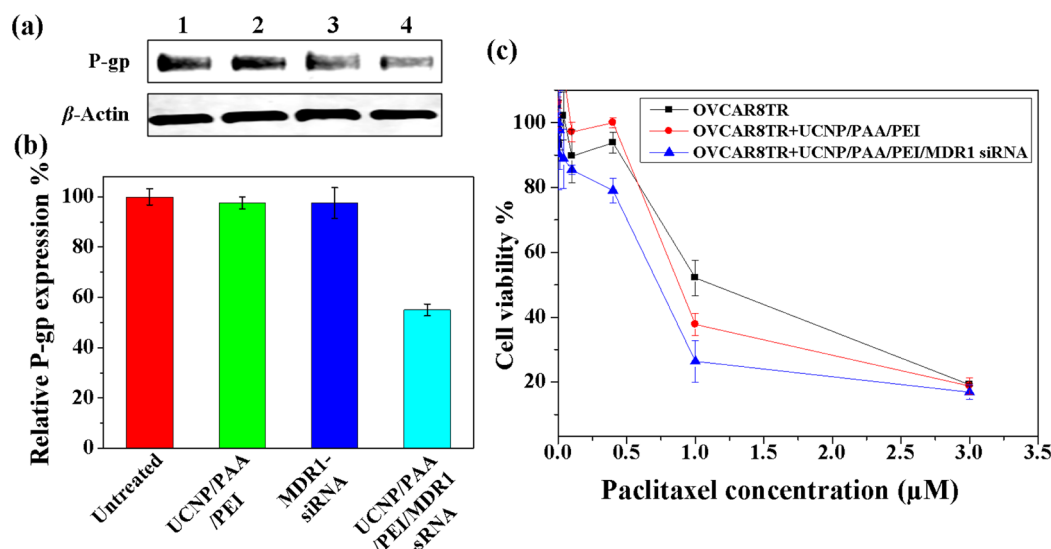 (a)
1 2 3 4
P-gp
β-Actin
(b)
Relative P-gp expression %
100
80
60
40
20
0
Untreated
UCNP/PAA
/PEI
MDR1-
siRNA
UCNP/PAA
/PEI/MDR1
sRNA
(c)
OVCAR8TR
OVCAR8TR+UCNP/PAA/PEI
OVCAR8TR+UCNP/PAA/PEI/MDR1 siRNA
Cell viability %
100
80
60
40
20
0.0 0.5 1.0 1.5 2.0 2.5 3.0 3.5
Paclitaxel concentration (μM)